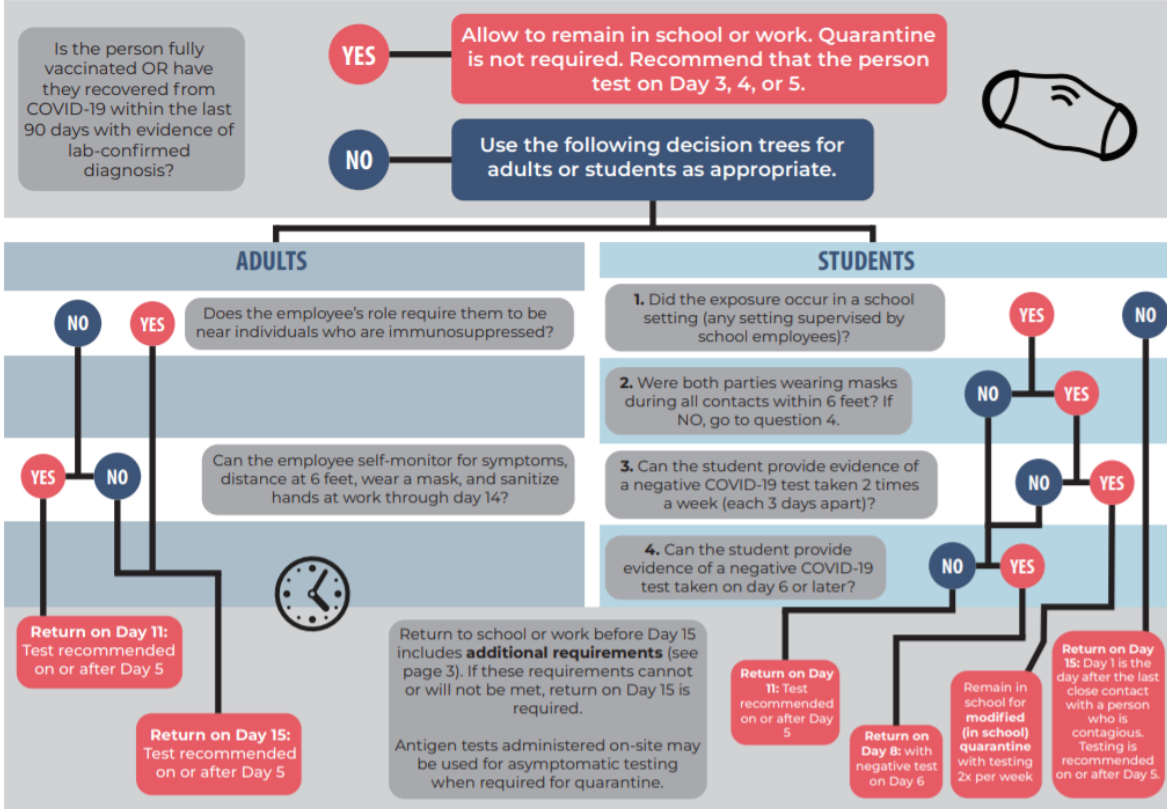 Is the person fully
vaccinated OR have
they recovered from
COVID-19 within the last
90 days with evidence of
lab-confirmed
diagnosis?
YES
Allow to remain in school or work. Quarantine
is not required. Recommend that the person
test on Day 3, 4, or 5.
NO
Use the following decision trees for
adults or students as appropriate.
ADULTS
NO
YES
Does the employee's role require them to be
near individuals who are immunosuppressed?
YES
NO
Can the employee self-monitor for symptoms,
distance at 6 feet, wear a mask, and sanitize
hands at work through day 14?
Return on Day 11:
Test recommended
on or after Day 5
Return on Day 15:
Test recommended
on or after Day 5
STUDENTS
1. Did the exposure occur in a school
setting (any setting supervised by
school employees)?
YES
NO
2. Were both parties wearing masks
during all contacts within 6 feet? If
NO, go to question 4.
NO
YES
3. Can the student provide evidence of
a negative COVID-19 test taken 2 times
a week (each 3 days apart)?
NO
YES
4. Can the student provide
evidence of a negative COVID-19
test taken on day 6 or later?
NO
YES
Return to school or work before Day 15
includes additional requirements (see
page 3). If these requirements cannot
or will not be met, return on Day 15 is
required.
Antigen tests administered on-site may
be used for asymptomatic testing
when required for quarantine.
Return on Day
11: Test
recommended
on or after Day
5
Return on
Day 8: with
negative test
on Day 6
Remain in
school for
modified
(in school)
quarantine
with testing
2x per week
Return on Day
15: Day 1 is the
day after the last
close contact
with a person
who is
contagious.
Testing is
recommended
on or after Day 5.